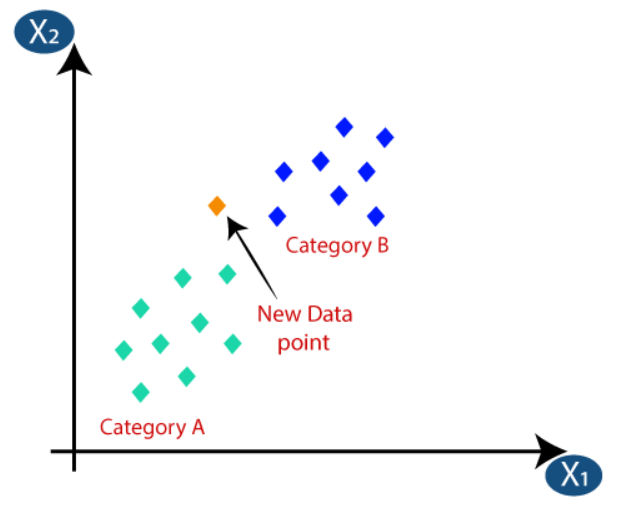 X₂
Category B
New Data
point
Category A
X₁